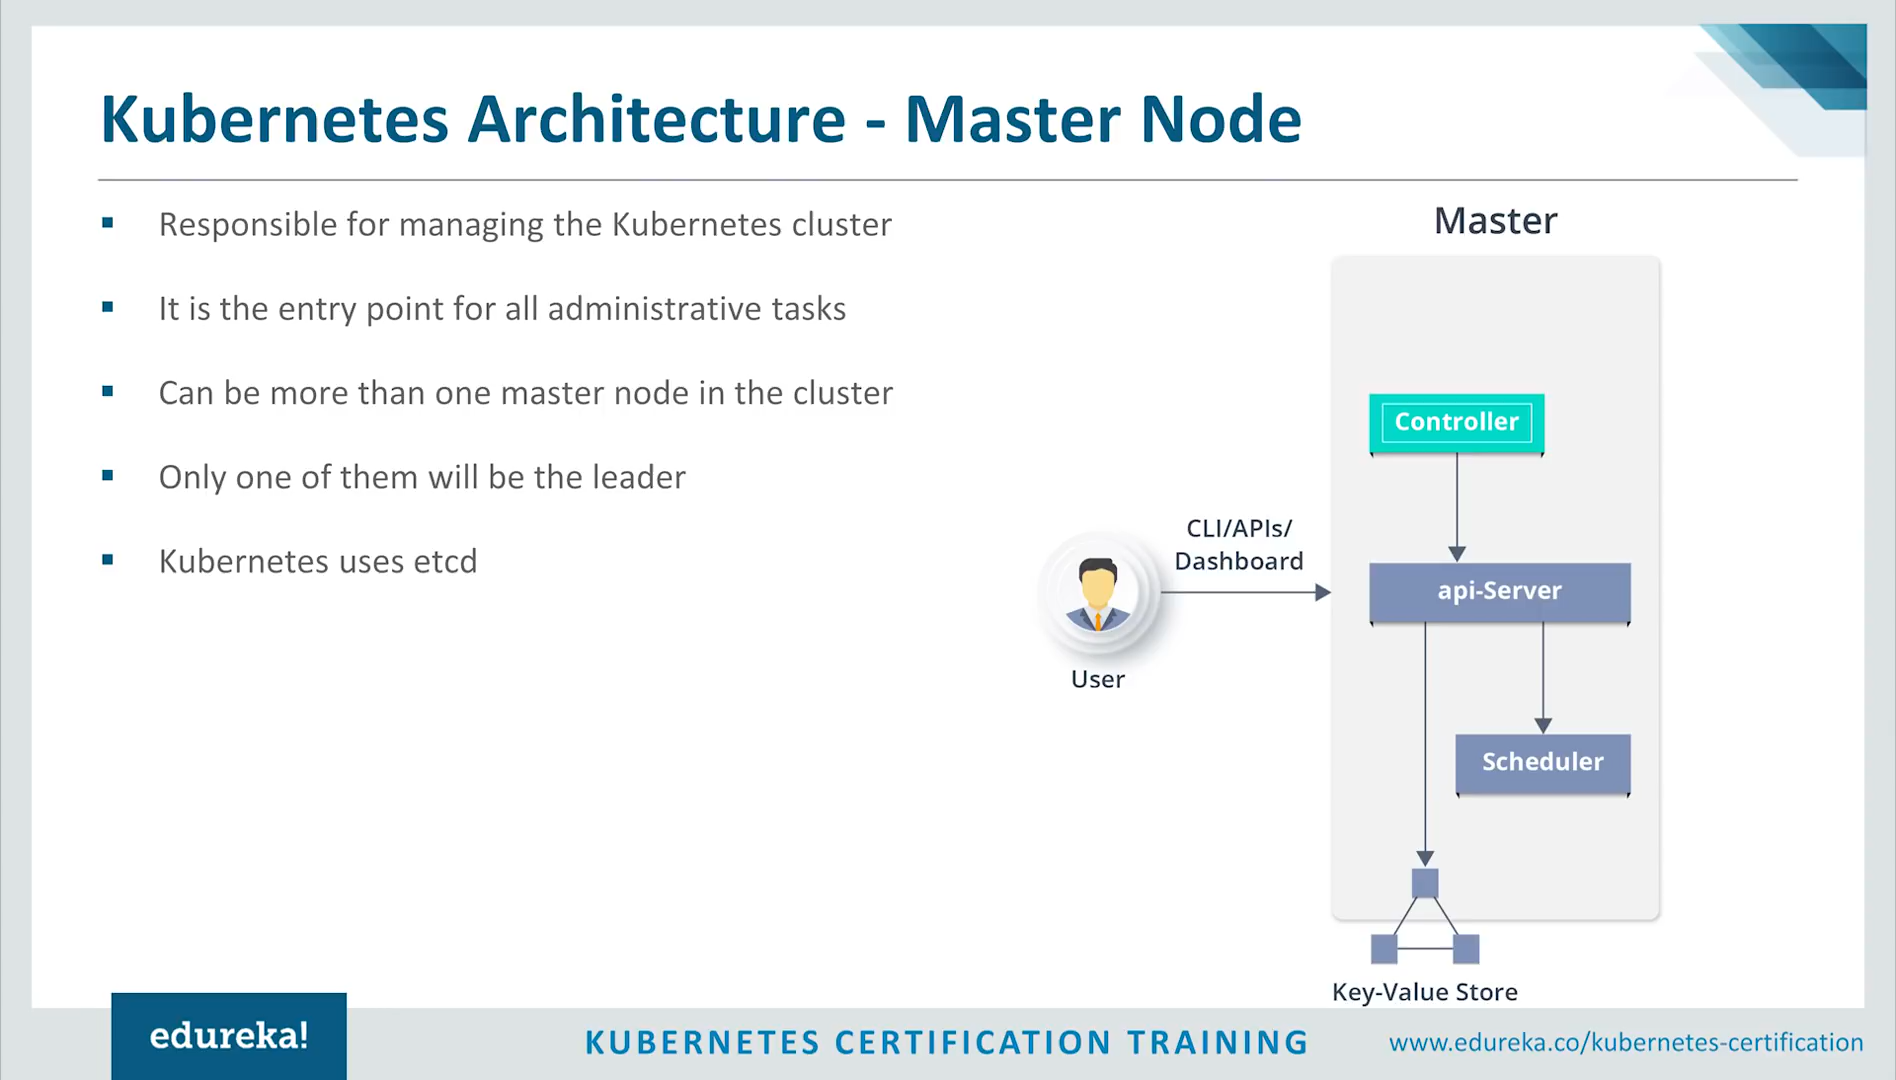 Kubernetes Architecture - Master Node
Responsible for managing the Kubernetes cluster
It is the entry point for all administrative tasks
Can be more than one master node in the cluster
Only one of them will be the leader
Kubernetes uses etcd
Master
Controller
CLI/APIs/
Dashboard
api-Server
User
Scheduler
Key-Value Store
edureka!
KUBERNETES CERTIFICATION TRAINING
www.edureka.co/kubernetes-certification